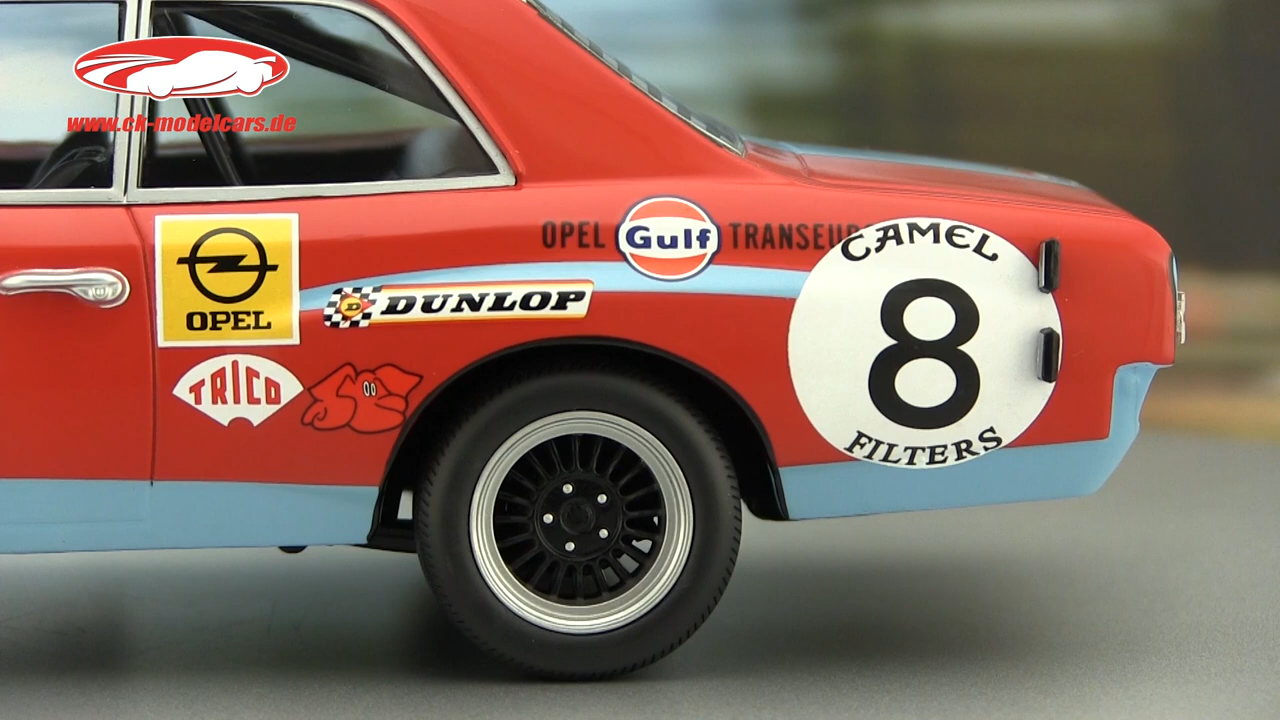 www.ck-modelcars.de
OPEL Gulf TRANSEUR
OPEL
D DUNLOP
TRICO
CAMEL
8
FILTERS